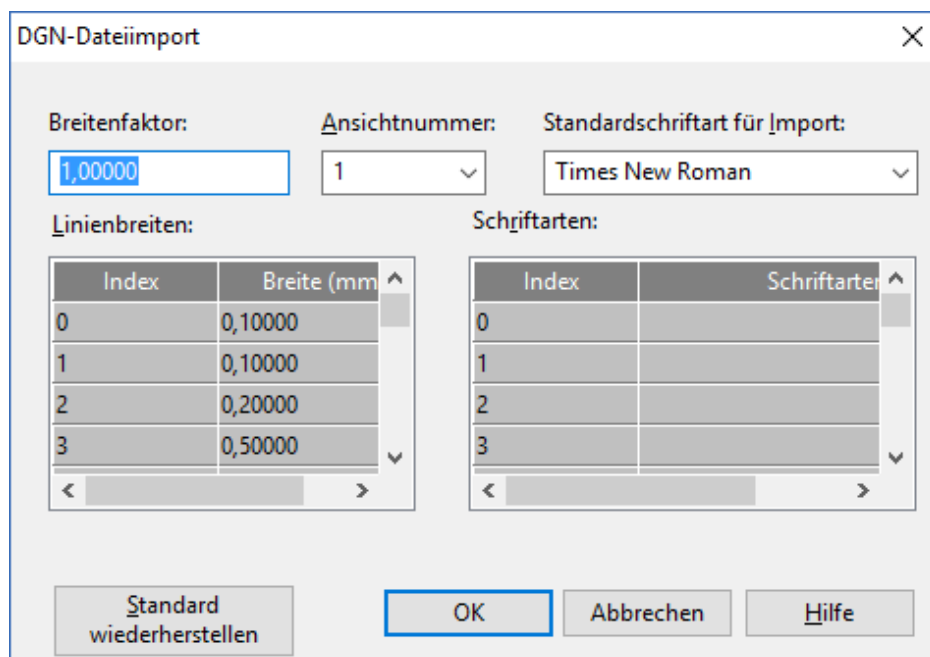 DGN-Dateiimport
Breitenfaktor: Ansichtnummer: Standardschriftart für Import:
1,00000 1 Times New Roman
Linienbreiten: Schriftarten:
Index Breite (mm Index Schriftarten
0 0,10000 0
1 0,10000 1
2 0,20000 2
3 0,50000 3
Standard
wiederherstellen
OK Abbrechen Hilfe